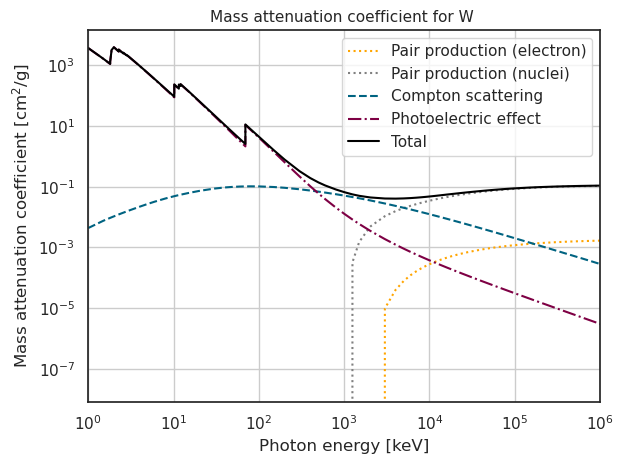 Mass attenuation coefficient for W
Mass attenuation coefficient [cm²/g]
10³
10¹
10⁻¹
10⁻³
10⁻⁵
10⁻⁷
Pair production (electron)
Pair production (nuclei)
Compton scattering
Photoelectric effect
Total
10⁰ 10¹ 10² 10³ 10⁴ 10⁵ 10⁶
Photon energy [keV]